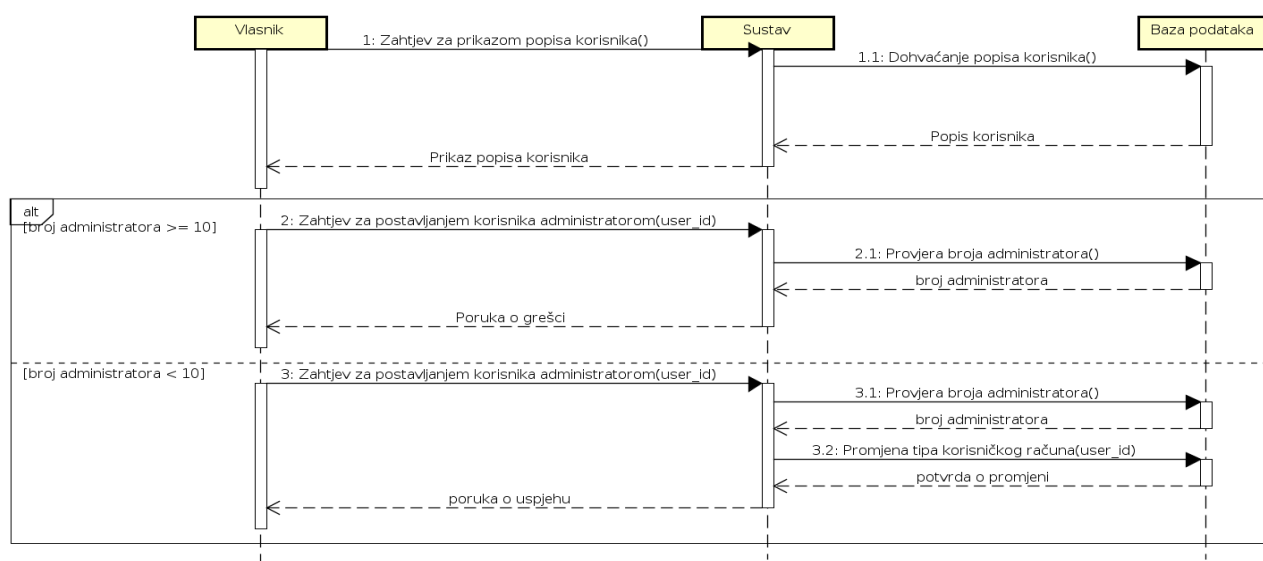 Vlasnik
Sustav
Baza podataka
1: Zahtjev za prikazom popisa korisnika()
1.1: Dohvaćanje popisa korisnika()
Popis korisnika
Prikaz popisa korisnika
alt
[broj administratora >= 10]
2: Zahtjev za postavljanjem korisnika administratorom(user_id)
2.1: Provjera broja administratora()
broj administratora
Poruka o grešci
[broj administratora < 10]
3: Zahtjev za postavljanjem korisnika administratorom(user_id)
3.1: Provjera broja administratora()
broj administratora
3.2: Promjena tipa korisničkog računa(user_id)
potvrda o promjeni
poruka o uspjehu